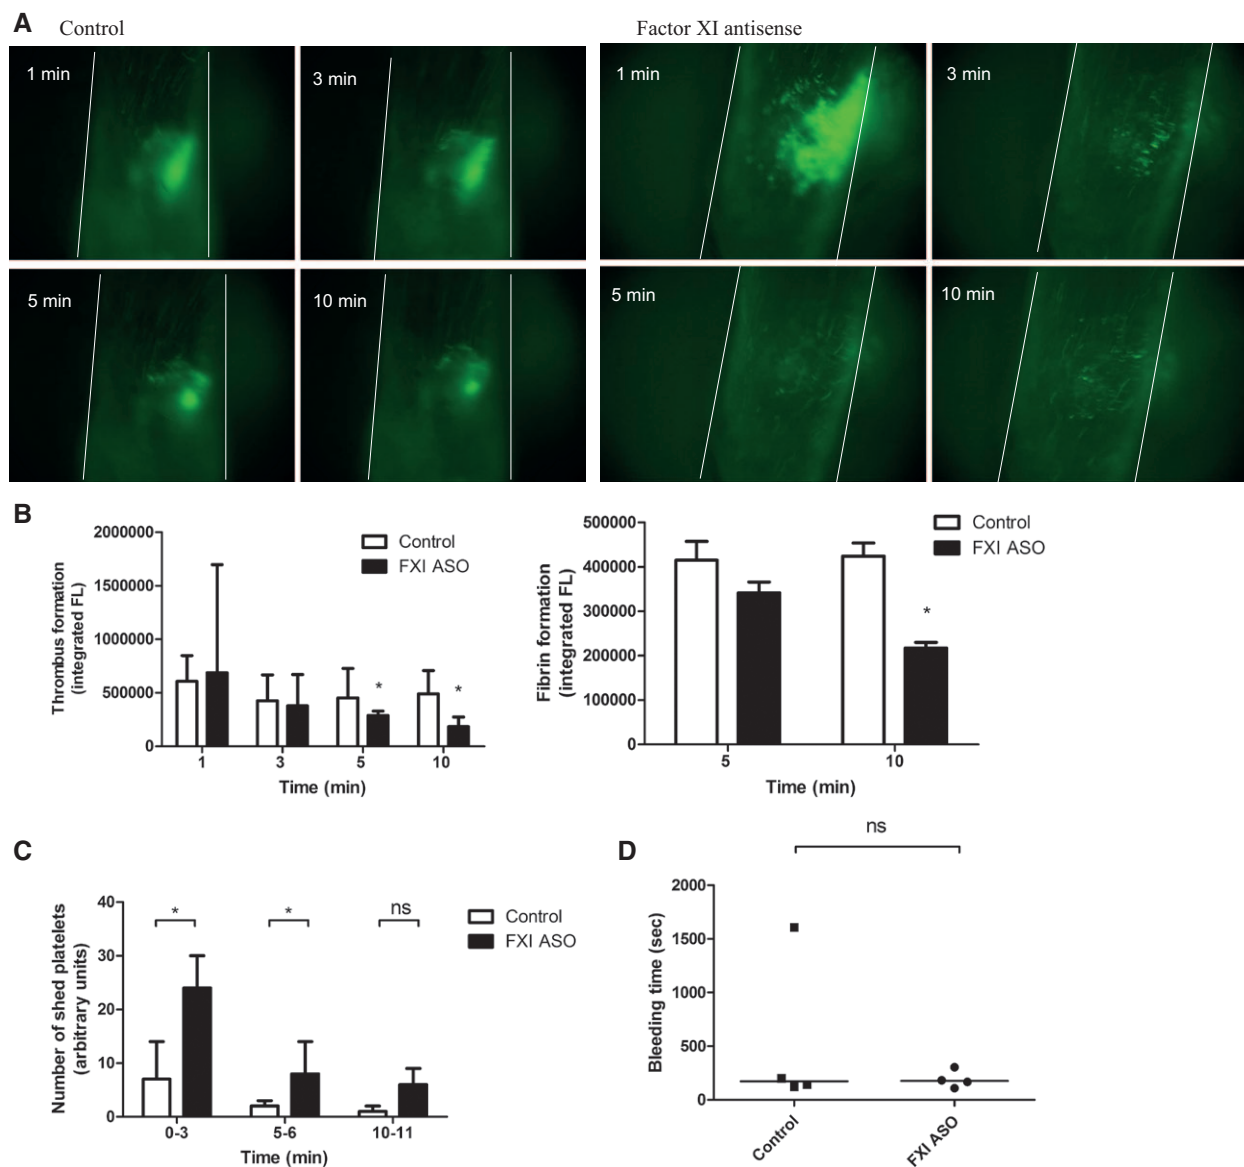 A
Control
Factor XI antisense
1 min
3 min
1 min
3 min
5 min
10 min
5 min
10 min
B
2000000
1500000
1000000
500000
0
Thrombus formation
(integrated FL)
Control
FXI ASO
*
*
1
3
5
10
Time (min)
500000
400000
300000
200000
100000
0
Fibrin formation
(integrated FL)
Control
FXI ASO
*
5
10
Time (min)
C
40
30
20
10
0
Number of shed platelets
(arbitrary units)
*
*
ns
Control
FXI ASO
0-3
5-6
10-11
Time (min)
D
ns
2000
1500
1000
500
0
Bleeding time (sec)
Control
FXI ASO